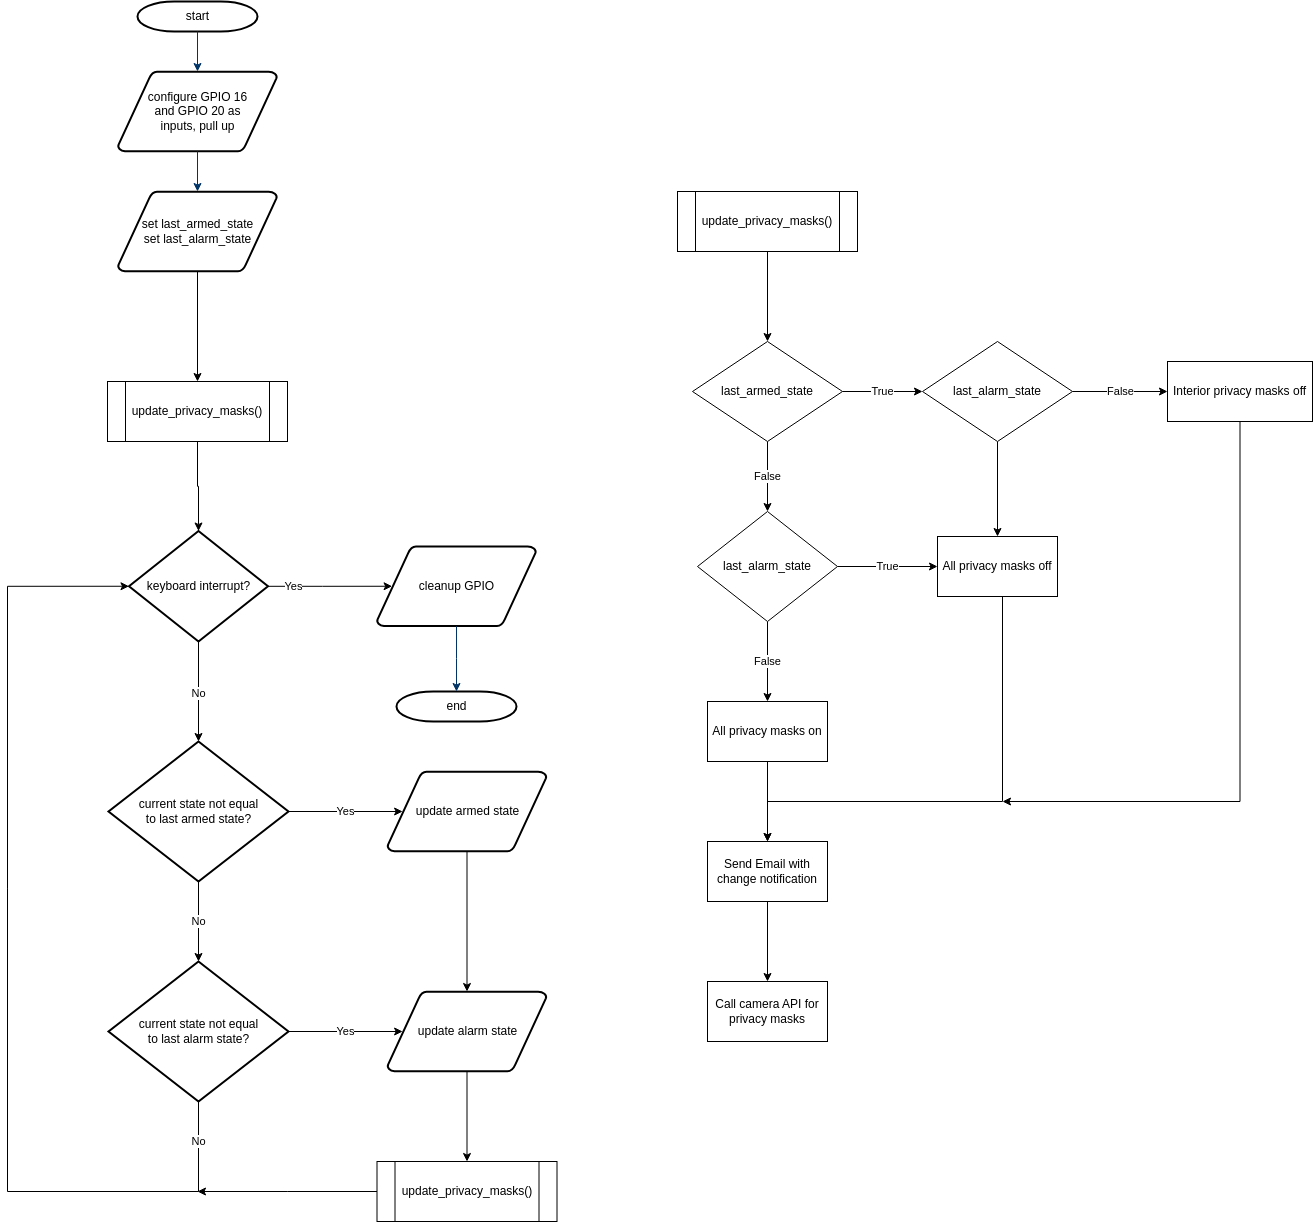 start
configure GPIO 16
and GPIO 20 as
inputs, pull up
set last_armed_state
set last_alarm_state
update_privacy_masks()
keyboard interrupt?
Yes
cleanup GPIO
end
No
current state not equal
to last armed state?
Yes
update armed state
No
current state not equal
to last alarm state?
Yes
update alarm state
No
update_privacy_masks()
update_privacy_masks()
last_armed_state
True
last_alarm_state
False
Interior privacy masks off
False
last_alarm_state
True
All privacy masks off
False
All privacy masks on
Send Email with
change notification
Call camera API for
privacy masks